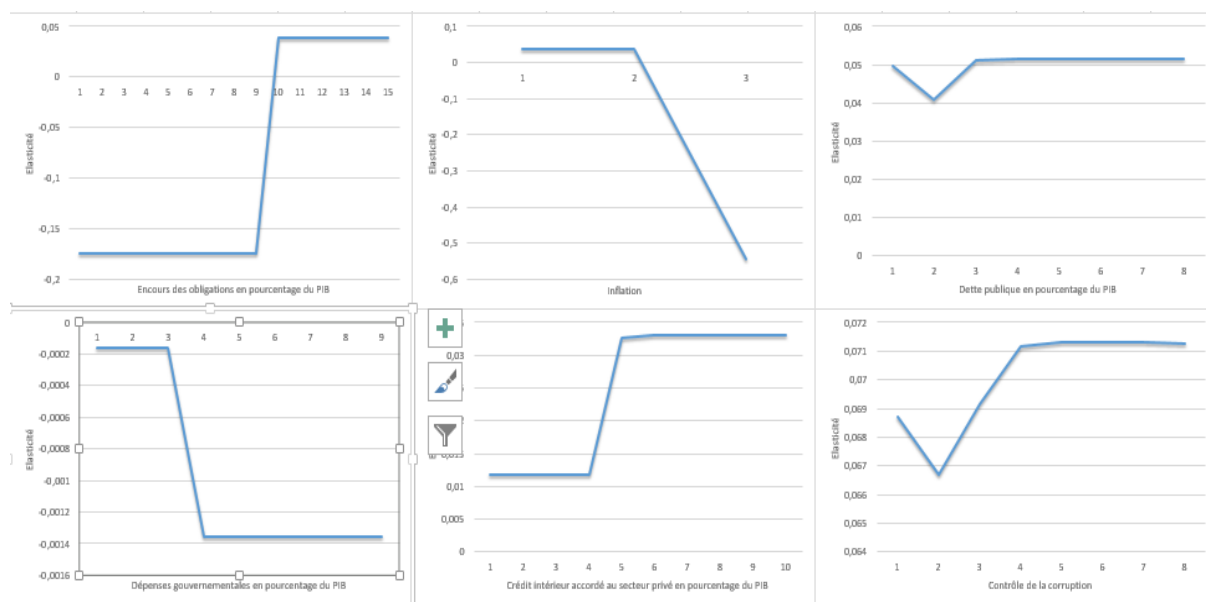 0,05
0
-0,05
-0,1
-0,15
-0,2
1 2 3 4 5 6 7 8 9 10 11 12 13 14 15
Elasticité
Encours des obligations en pourcentage du PIB
0,1
0
-0,1
-0,2
-0,3
-0,4
-0,5
-0,6
1 2 3
Elasticité
Inflation
0,06
0,05
0,04
0,03
0,02
0,01
0
1 2 3 4 5 6 7 8
Elasticité
Dette publique en pourcentage du PIB
0
-0,0002
-0,0004
-0,0006
-0,0008
-0,001
-0,0012
-0,0014
-0,0016
1 2 3 4 5 6 7 8 9
Elasticité
Dépenses gouvernementales en pourcentage du PIB
0,03
0,01
0,005
0
1 2 3 4 5 6 7 8 9 10
Crédit intérieur accordé au secteur privé en pourcentage du PIB
0,072
0,071
0,07
0,069
0,068
0,067
0,066
0,065
0,064
1 2 3 4 5 6 7 8
Elasticité
Contrôle de la corruption